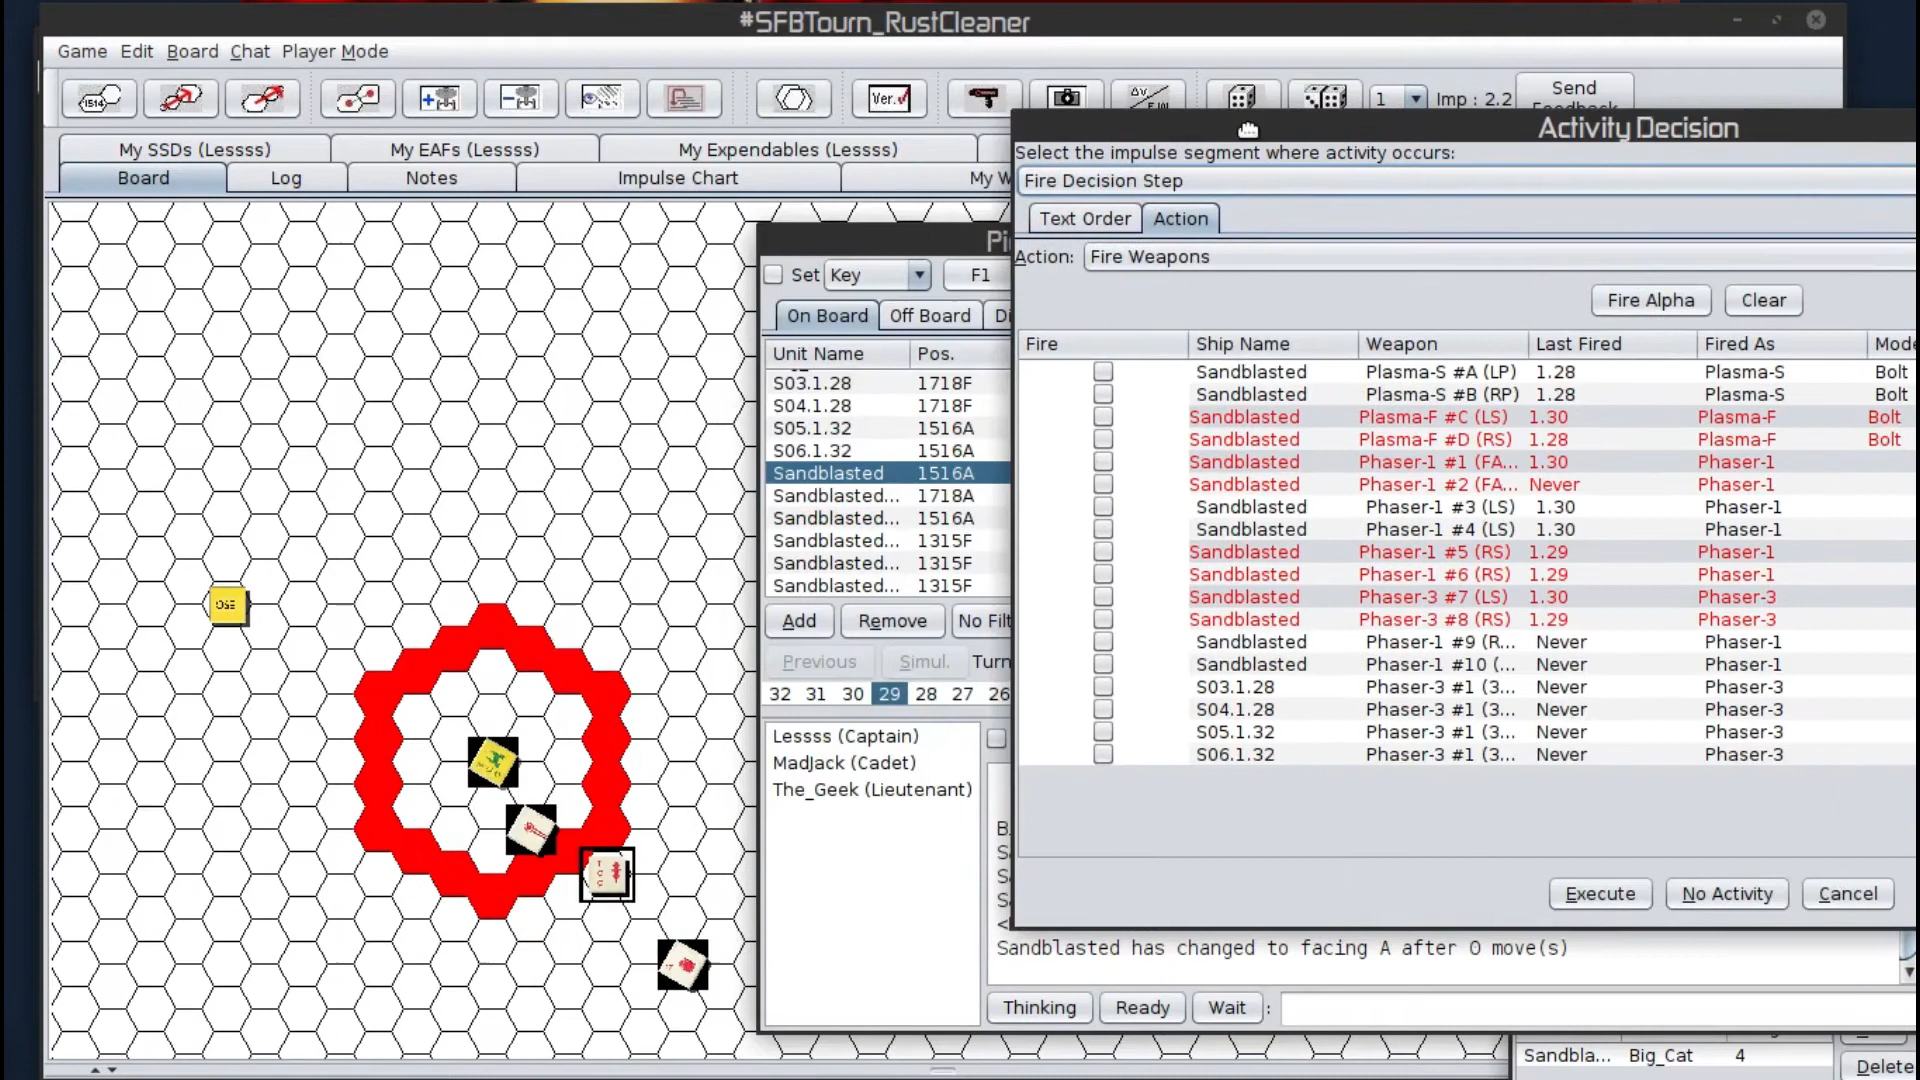 #SFBTourn_RustCleaner
Game Edit Board Chat Player Mode
1514
Ver.
1
Imp : 2.2
Send
Feedback
My SSDs (Lessss)
My EAFs (Lessss)
My Expendables (Lessss)
Board
Log
Notes
Impulse Chart
My W
Activity Decision
Select the impulse segment where activity occurs:
Fire Decision Step
Text Order
Action
Action: Fire Weapons
Fire Alpha
Clear
Fire Ship Name Weapon Last Fired Fired As Mode
Sandblasted Plasma-S #A (LP) 1.28 Plasma-S Bolt
Sandblasted Plasma-S #B (RP) 1.28 Plasma-S Bolt
Sandblasted Plasma-F #C (LS) 1.30 Plasma-F Bolt
Sandblasted Plasma-F #D (RS) 1.28 Plasma-F Bolt
Sandblasted Phaser-1 #1 (FA... 1.30 Phaser-1
Sandblasted Phaser-1 #2 (FA... Never Phaser-1
Sandblasted Phaser-1 #3 (LS) 1.30 Phaser-1
Sandblasted Phaser-1 #4 (LS) 1.30 Phaser-1
Sandblasted Phaser-1 #5 (RS) 1.29 Phaser-1
Sandblasted Phaser-1 #6 (RS) 1.29 Phaser-1
Sandblasted Phaser-3 #7 (LS) 1.30 Phaser-3
Sandblasted Phaser-3 #8 (RS) 1.29 Phaser-3
Sandblasted Phaser-1 #9 (R... Never Phaser-1
Sandblasted Phaser-1 #10 (... Never Phaser-1
S03.1.28 Phaser-3 #1 (3... Never Phaser-3
S04.1.28 Phaser-3 #1 (3... Never Phaser-3
S05.1.32 Phaser-3 #1 (3... Never Phaser-3
S06.1.32 Phaser-3 #1 (3... Never Phaser-3
Execute
No Activity
Cancel
Set Key F1
On Board
Off Board
Unit Name Pos.
S03.1.28 1718F
S04.1.28 1718F
S05.1.32 1516A
S06.1.32 1516A
Sandblasted 1516A
Sandblasted... 1718A
Sandblasted... 1516A
Sandblasted... 1315F
Sandblasted... 1315F
Sandblasted... 1315F
Add
Remove
No Filt
Previous
Simul.
Turn
32 31 30 29 28 27 26
Lessss (Captain)
MadJack (Cadet)
The_Geek (Lieutenant)
Sandblasted has changed to facing A after 0 move(s)
Thinking
Ready
Wait :
Sandbla... Big_Cat 4
Delete